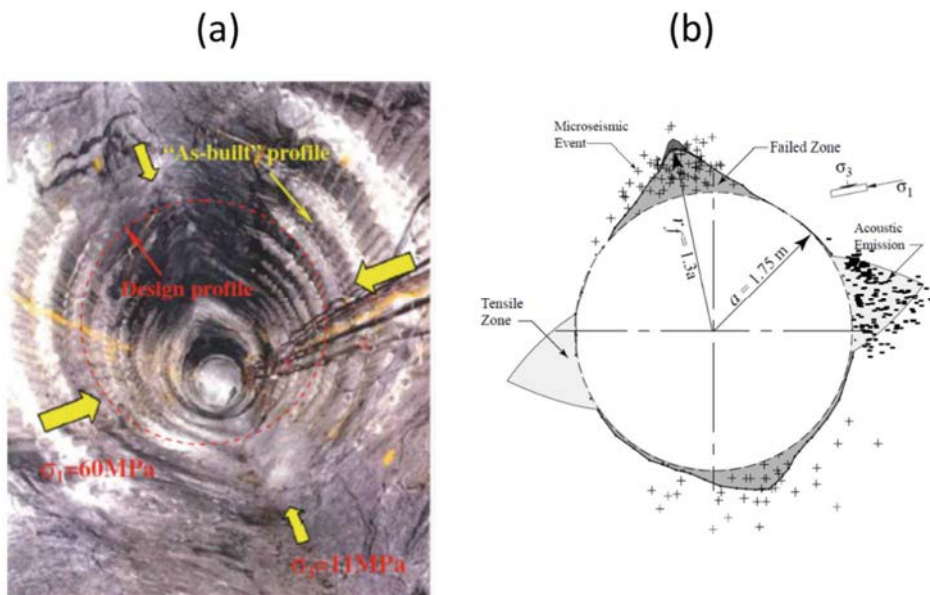 (a)
(b)
"As-built" profile
Design profile
σ₁=60MPa
σ₃=11MPa
Microseismic
Event
Failed Zone
σ₃
σ₁
Acoustic
Emission
r_f = 1.3a
a = 1.75 m
Tensile
Zone